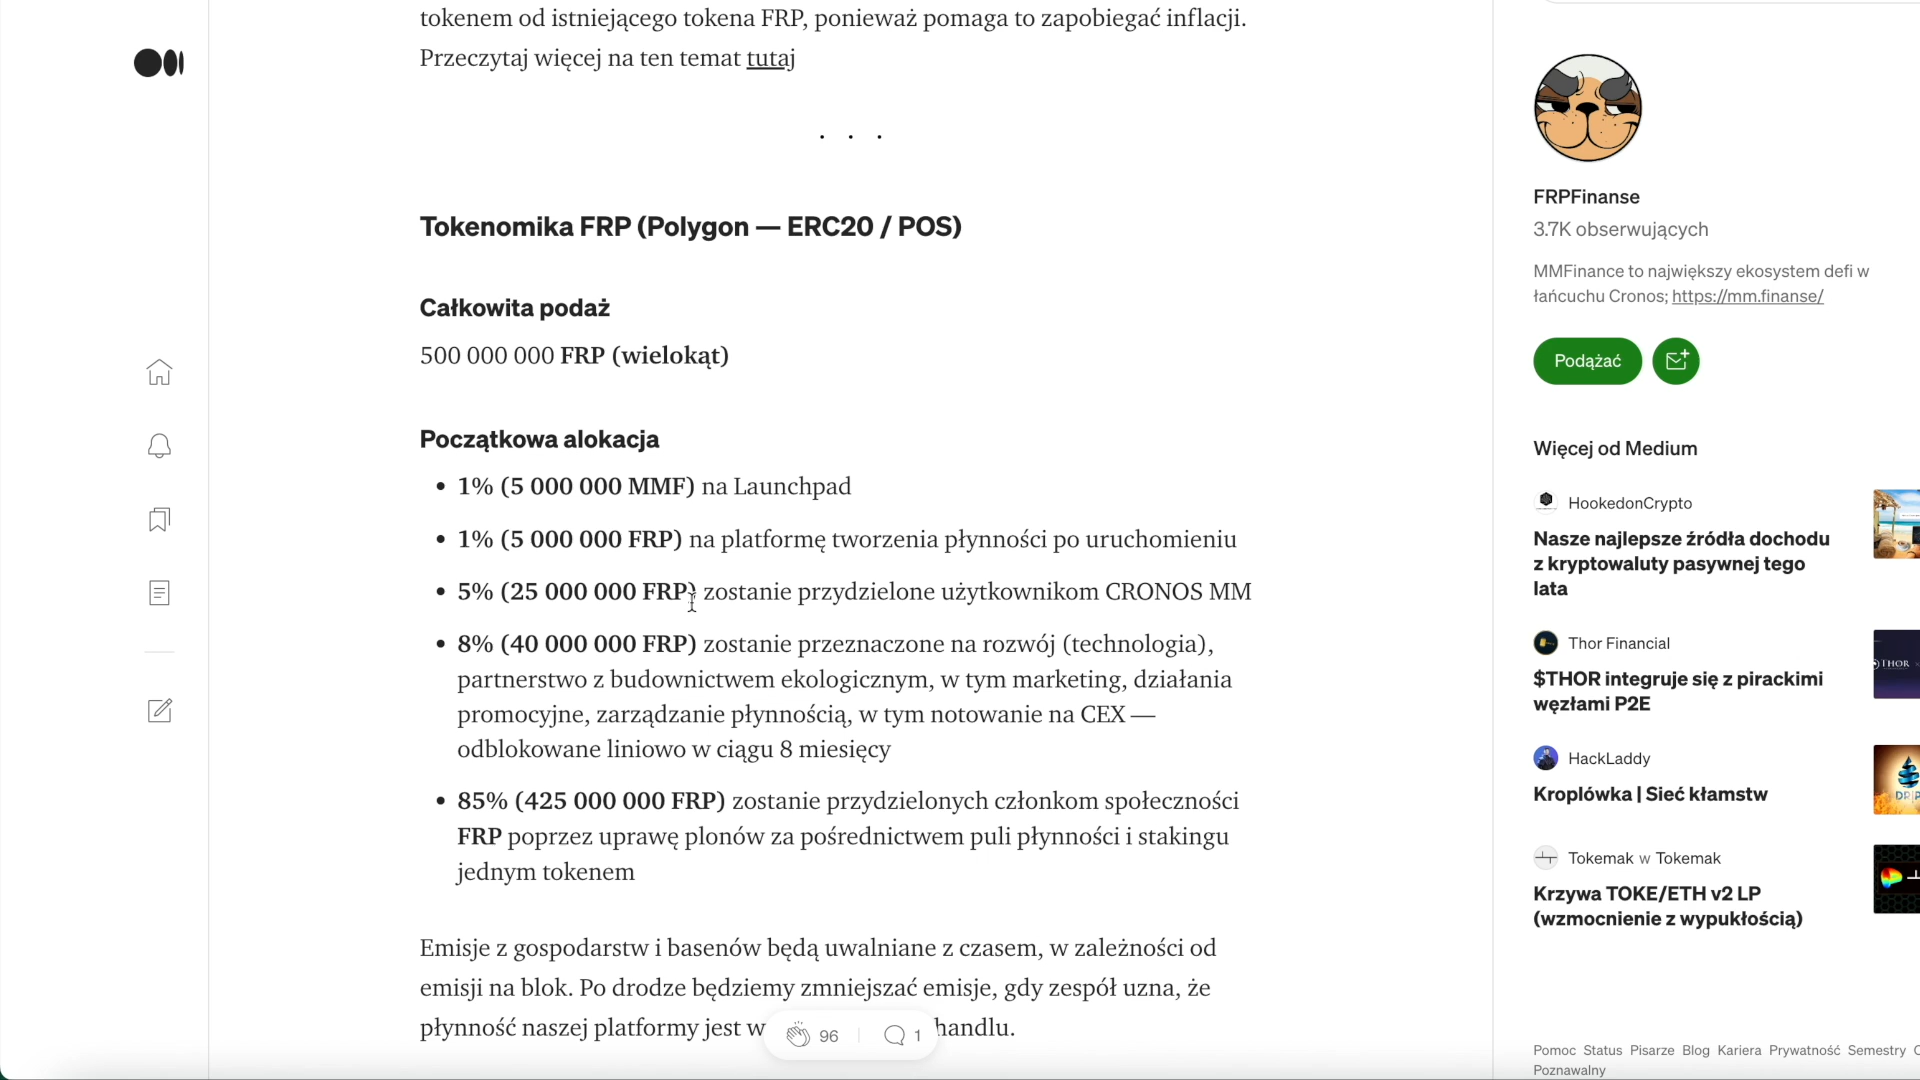 tokenem od istniejącego tokena FRP, ponieważ pomaga to zapobiegać inflacji.
Przeczytaj więcej na ten temat tutaj
. . .
Tokenomika FRP (Polygon — ERC20 / POS)
Całkowita podaż
500 000 000 FRP (wielokąt)
Początkowa alokacja
• 1% (5 000 000 MMF) na Launchpad
• 1% (5 000 000 FRP) na platformę tworzenia płynności po uruchomieniu
• 5% (25 000 000 FRP) zostanie przydzielone użytkownikom CRONOS MM
• 8% (40 000 000 FRP) zostanie przeznaczone na rozwój (technologia),
partnerstwo z budownictwem ekologicznym, w tym marketing, działania
promocyjne, zarządzanie płynnością, w tym notowanie na CEX —
odblokowane liniowo w ciągu 8 miesięcy
• 85% (425 000 000 FRP) zostanie przydzielonych członkom społeczności
FRP poprzez uprawę plonów za pośrednictwem puli płynności i stakingu
jednym tokenem
Emisje z gospodarstw i basenów będą uwalniane z czasem, w zależności od
emisji na blok. Po drodze będziemy zmniejszać emisje, gdy zespół uzna, że
płynność naszej platformy jest w handlu.
96 1
FRPFinanse
3.7K obserwujących
MMFinance to największy ekosystem defi w
łańcuchu Cronos; https://mm.finanse/
Podążać
Więcej od Medium
HookedonCrypto
Nasze najlepsze źródła dochodu
z kryptowaluty pasywnej tego
lata
Thor Financial
$THOR integruje się z pirackimi
węzłami P2E
THOR
HackLaddy
Kroplówka | Sieć kłamstw
Tokemak w Tokemak
Krzywa TOKE/ETH v2 LP
(wzmocnienie z wypukłością)
Pomoc Status Pisarze Blog Kariera Prywatność Semestry
Poznawalny